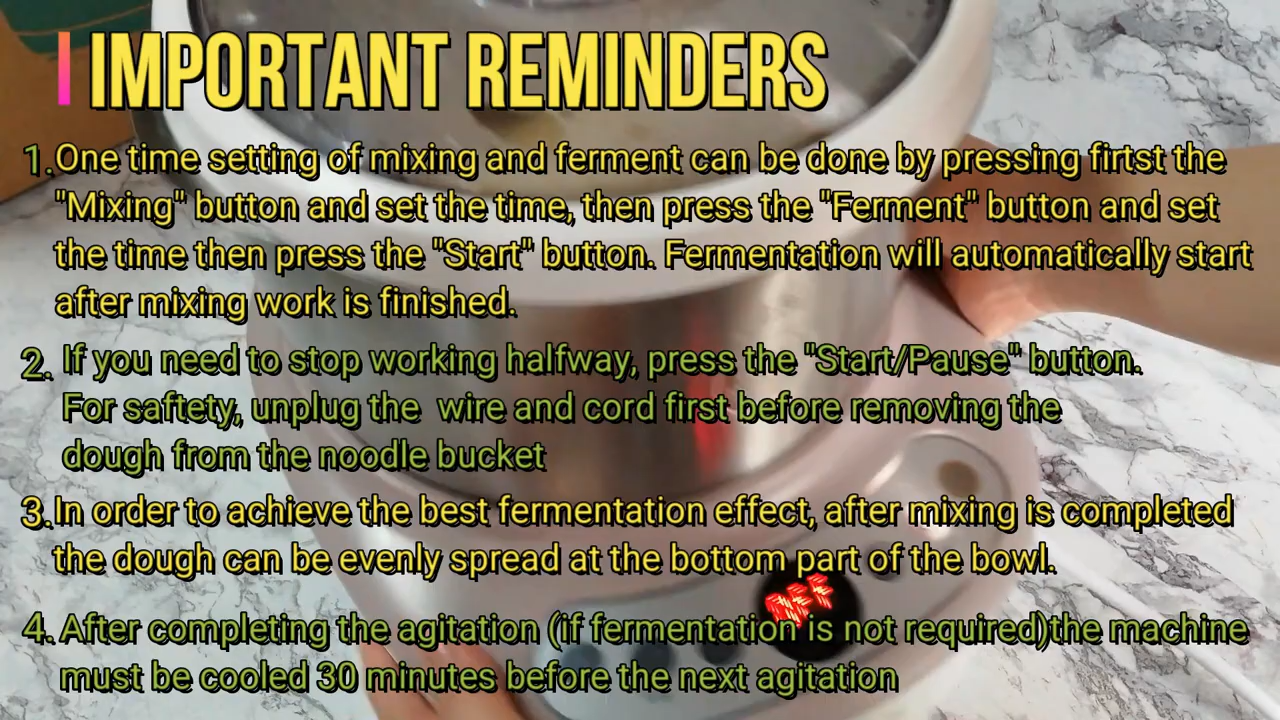 IMPORTANT REMINDERS
1.One time setting of mixing and ferment can be done by pressing firtst the
"Mixing" button and set the time, then press the "Ferment" button and set
the time then press the "Start" button. Fermentation will automatically start
after mixing work is finished.
2. If you need to stop working halfway, press the "Start/Pause" button.
For saftety, unplug the wire and cord first before removing the
dough from the noodle bucket
3.In order to achieve the best fermentation effect, after mixing is completed
the dough can be evenly spread at the bottom part of the bowl.
4. After completing the agitation (if fermentation is not required)the machine
must be cooled 30 minutes before the next agitation